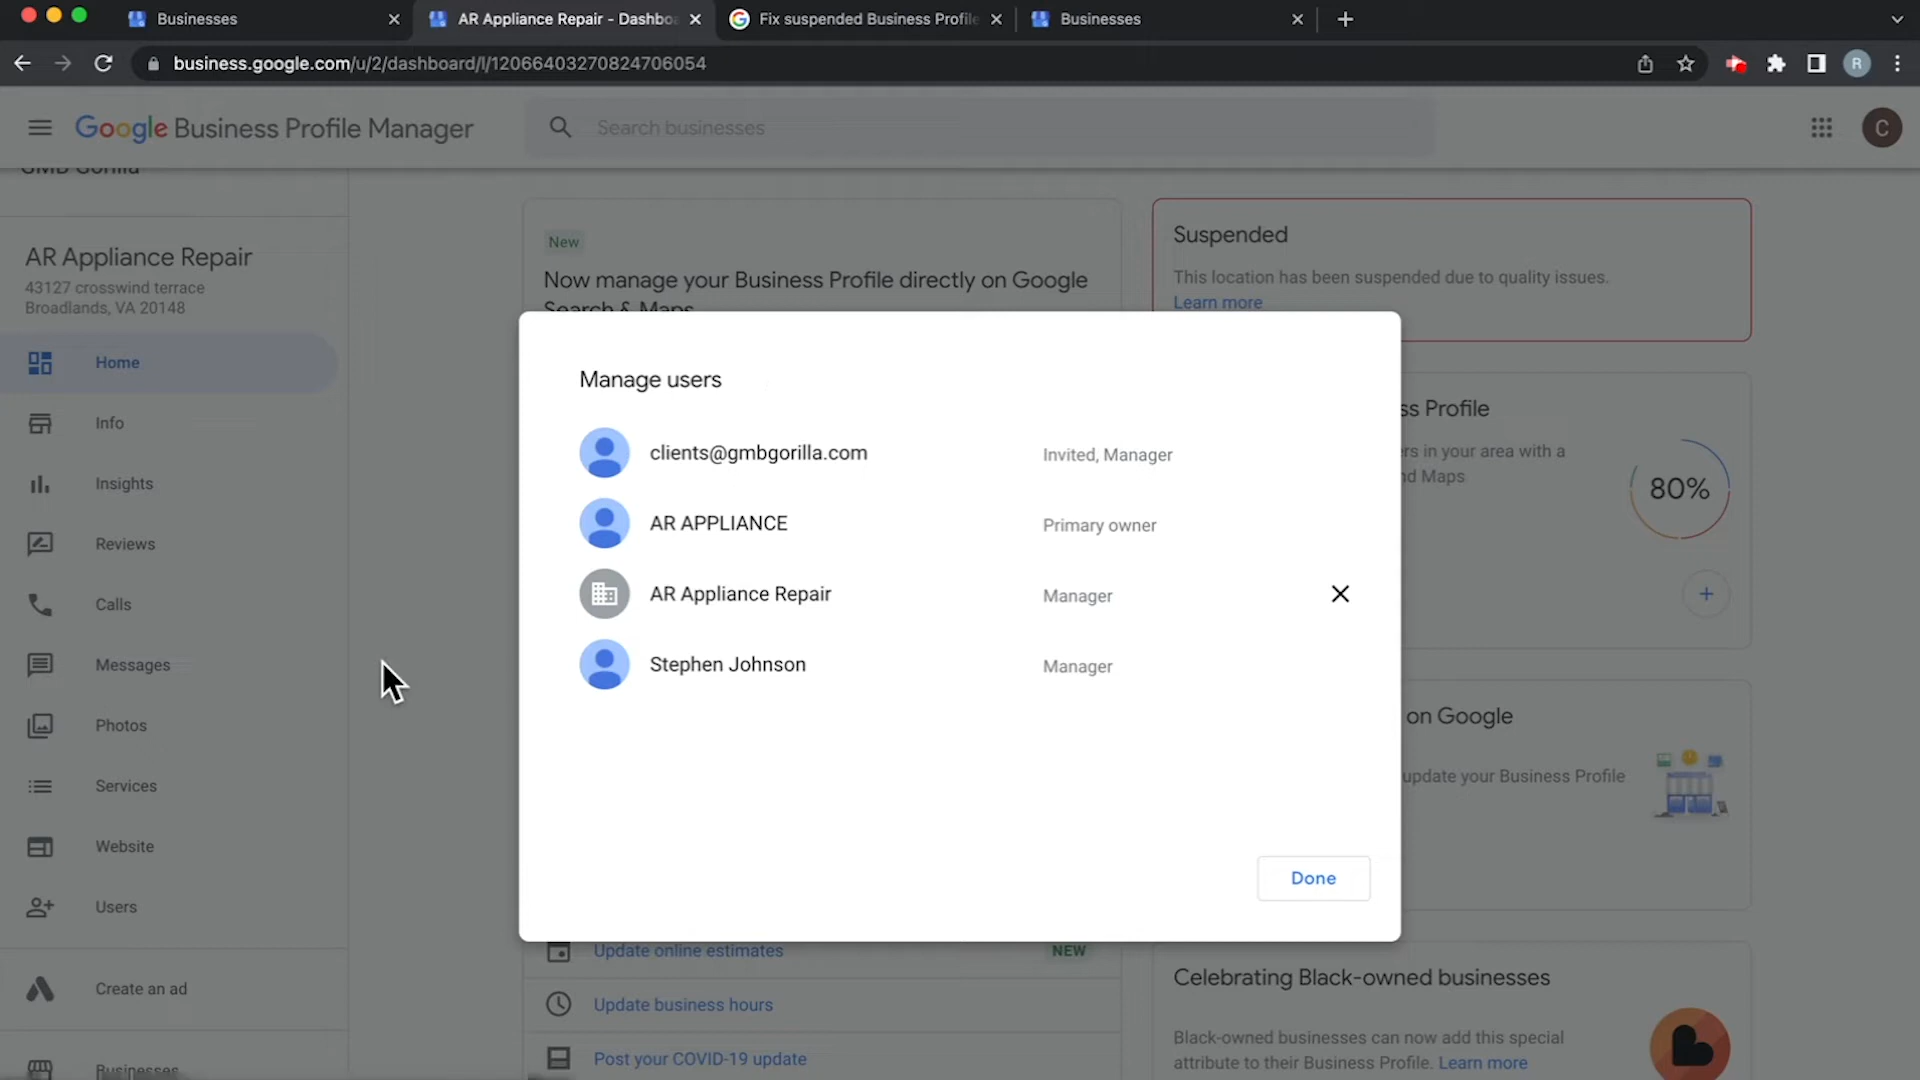 Businesses
AR Appliance Repair - Dashbo
Fix suspended Business Profile
Businesses
business.google.com/u/2/dashboard/l/12066403270824706054
R
Google Business Profile Manager
Search businesses
C
GMB Gorilla
AR Appliance Repair
43127 crosswind terrace
Broadlands, VA 20148
Home
Info
Insights
Reviews
Calls
Messages
Photos
Services
Website
Users
Create an ad
Businesses
New
Now manage your Business Profile directly on Google
Search & Maps
Suspended
This location has been suspended due to quality issues.
Learn more
Manage users
clients@gmbgorilla.com
Invited, Manager
AR APPLIANCE
Primary owner
AR Appliance Repair
Manager
Stephen Johnson
Manager
Done
ss Profile
rs in your area with a
nd Maps
80%
on Google
update your Business Profile
Update online estimates
NEW
Update business hours
Post your COVID-19 update
Celebrating Black-owned businesses
Black-owned businesses can now add this special
attribute to their Business Profile. Learn more